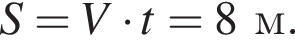 S = V · t = 8 м.